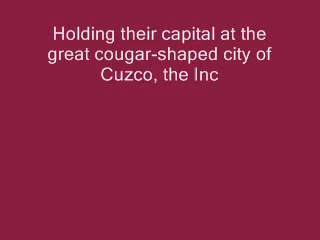 Holding their capital at the
great cougar-shaped city of
Cuzco, the Inc